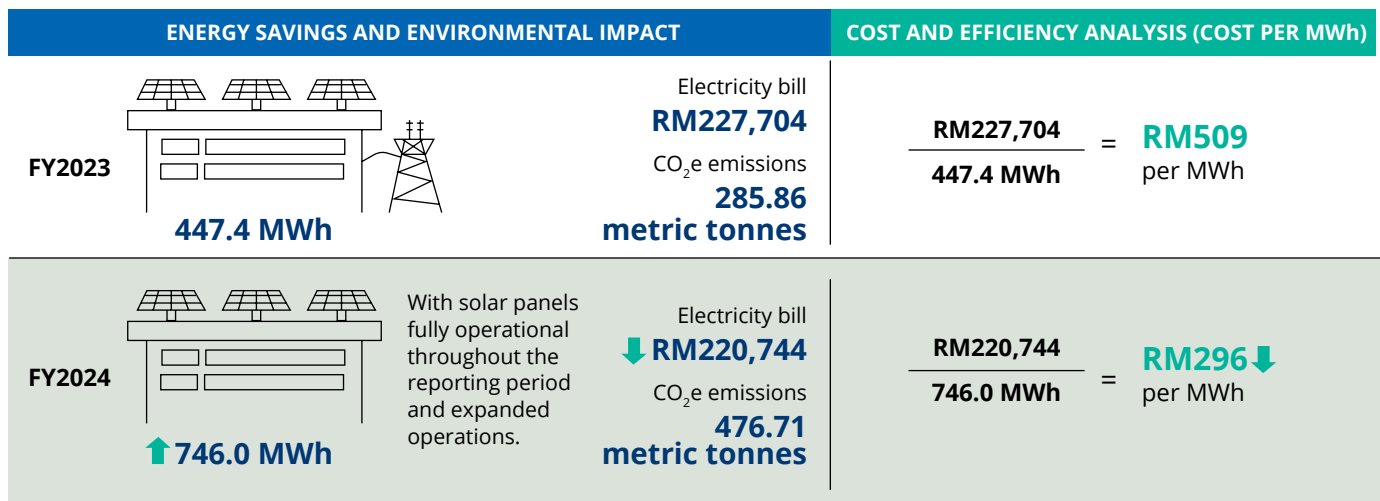 ENERGY SAVINGS AND ENVIRONMENTAL IMPACT
COST AND EFFICIENCY ANALYSIS (COST PER MWh)
FY2023
447.4 MWh
Electricity bill
RM227,704
CO₂e emissions
285.86
metric tonnes
RM227,704
447.4 MWh
=
RM509
per MWh
FY2024
746.0 MWh
With solar panels
fully operational
throughout the
reporting period
and expanded
operations.
Electricity bill
RM220,744
CO₂e emissions
476.71
metric tonnes
RM220,744
746.0 MWh
=
RM296
per MWh